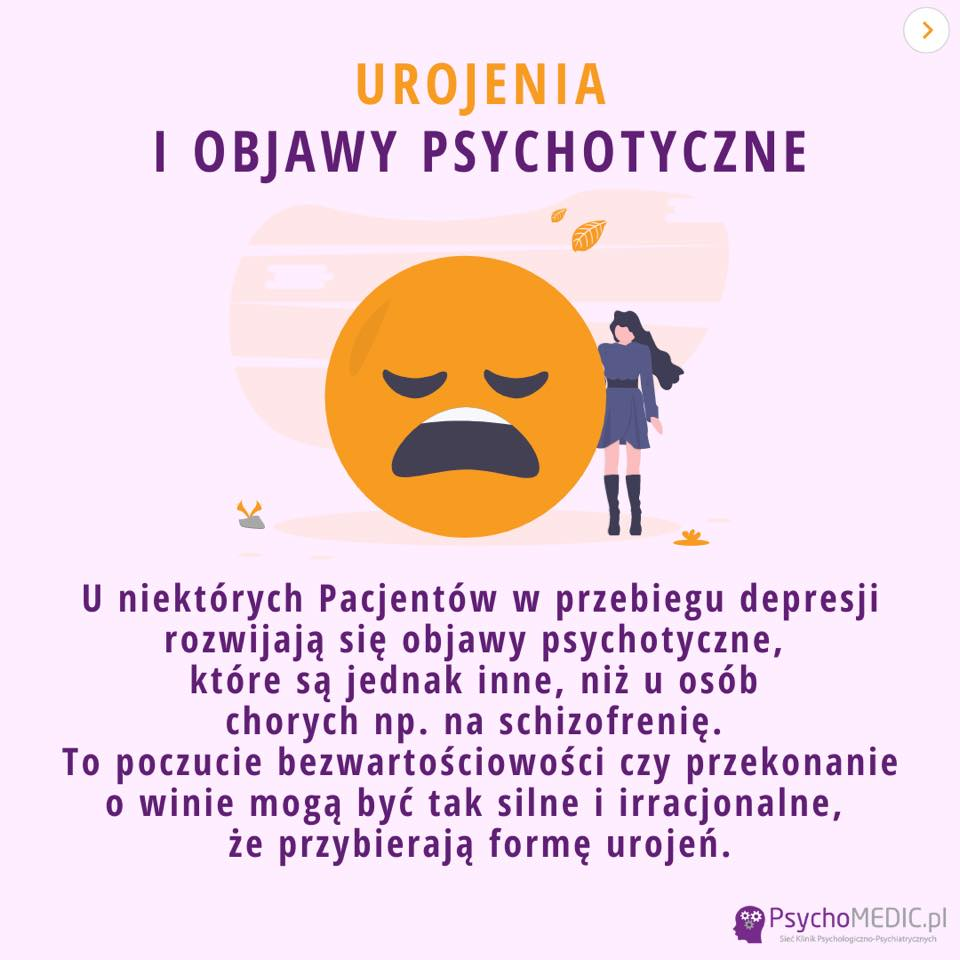 UROJENIA
I OBJAWY PSYCHOTYCZNE
U niektórych Pacjentów w przebiegu depresji
rozwijają się objawy psychotyczne,
które są jednak inne, niż u osób
chorych np. na schizofrenię.
To poczucie bezwartościowości czy przekonanie
o winie mogą być tak silne i irracjonalne,
że przybierają formę urojeń.
PsychoMEDIC.pl
Sieć Klinik Psychologiczno-Psychiatrycznych